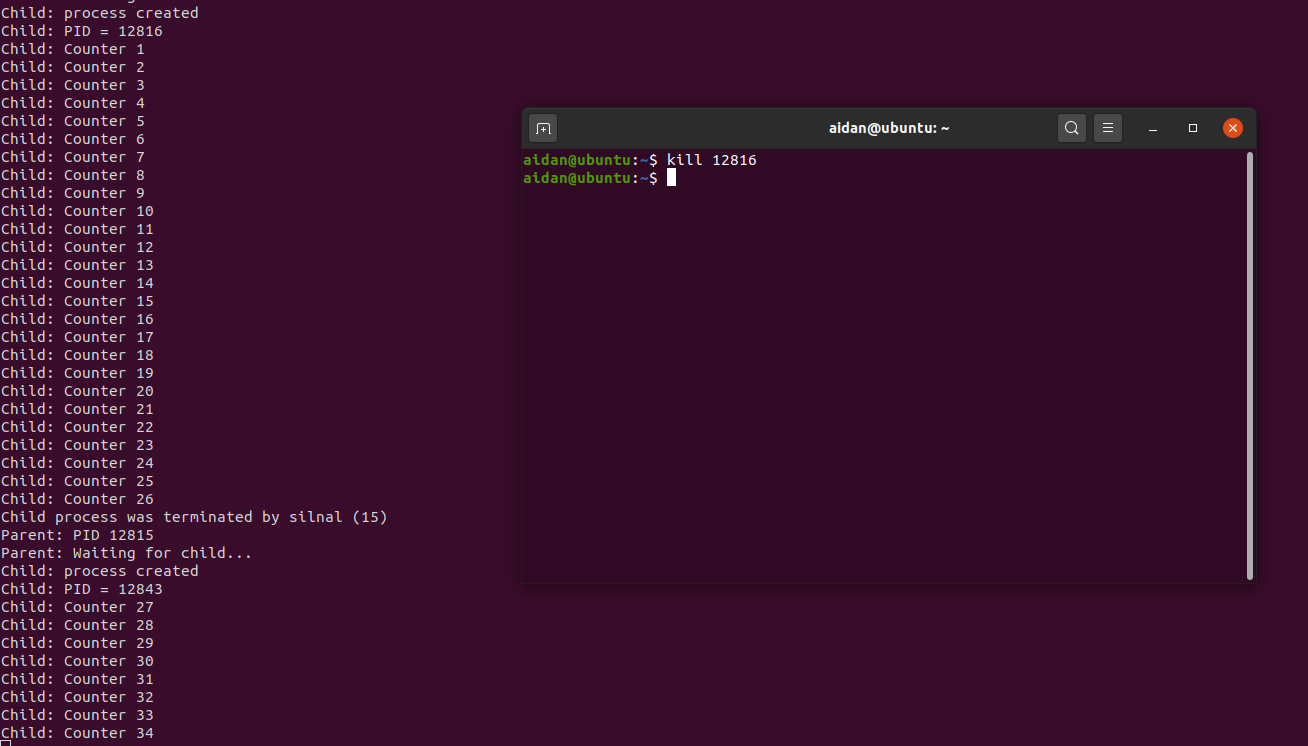 Child: process created
Child: PID = 12816
Child: Counter 1
Child: Counter 2
Child: Counter 3
Child: Counter 4
Child: Counter 5
Child: Counter 6
Child: Counter 7
Child: Counter 8
Child: Counter 9
Child: Counter 10
Child: Counter 11
Child: Counter 12
Child: Counter 13
Child: Counter 14
Child: Counter 15
Child: Counter 16
Child: Counter 17
Child: Counter 18
Child: Counter 19
Child: Counter 20
Child: Counter 21
Child: Counter 22
Child: Counter 23
Child: Counter 24
Child: Counter 25
Child: Counter 26
Child process was terminated by silnal (15)
Parent: PID 12815
Parent: Waiting for child...
Child: process created
Child: PID = 12843
Child: Counter 27
Child: Counter 28
Child: Counter 29
Child: Counter 30
Child: Counter 31
Child: Counter 32
Child: Counter 33
Child: Counter 34
aidan@ubuntu: ~
aidan@ubuntu:~$ kill 12816
aidan@ubuntu:~$